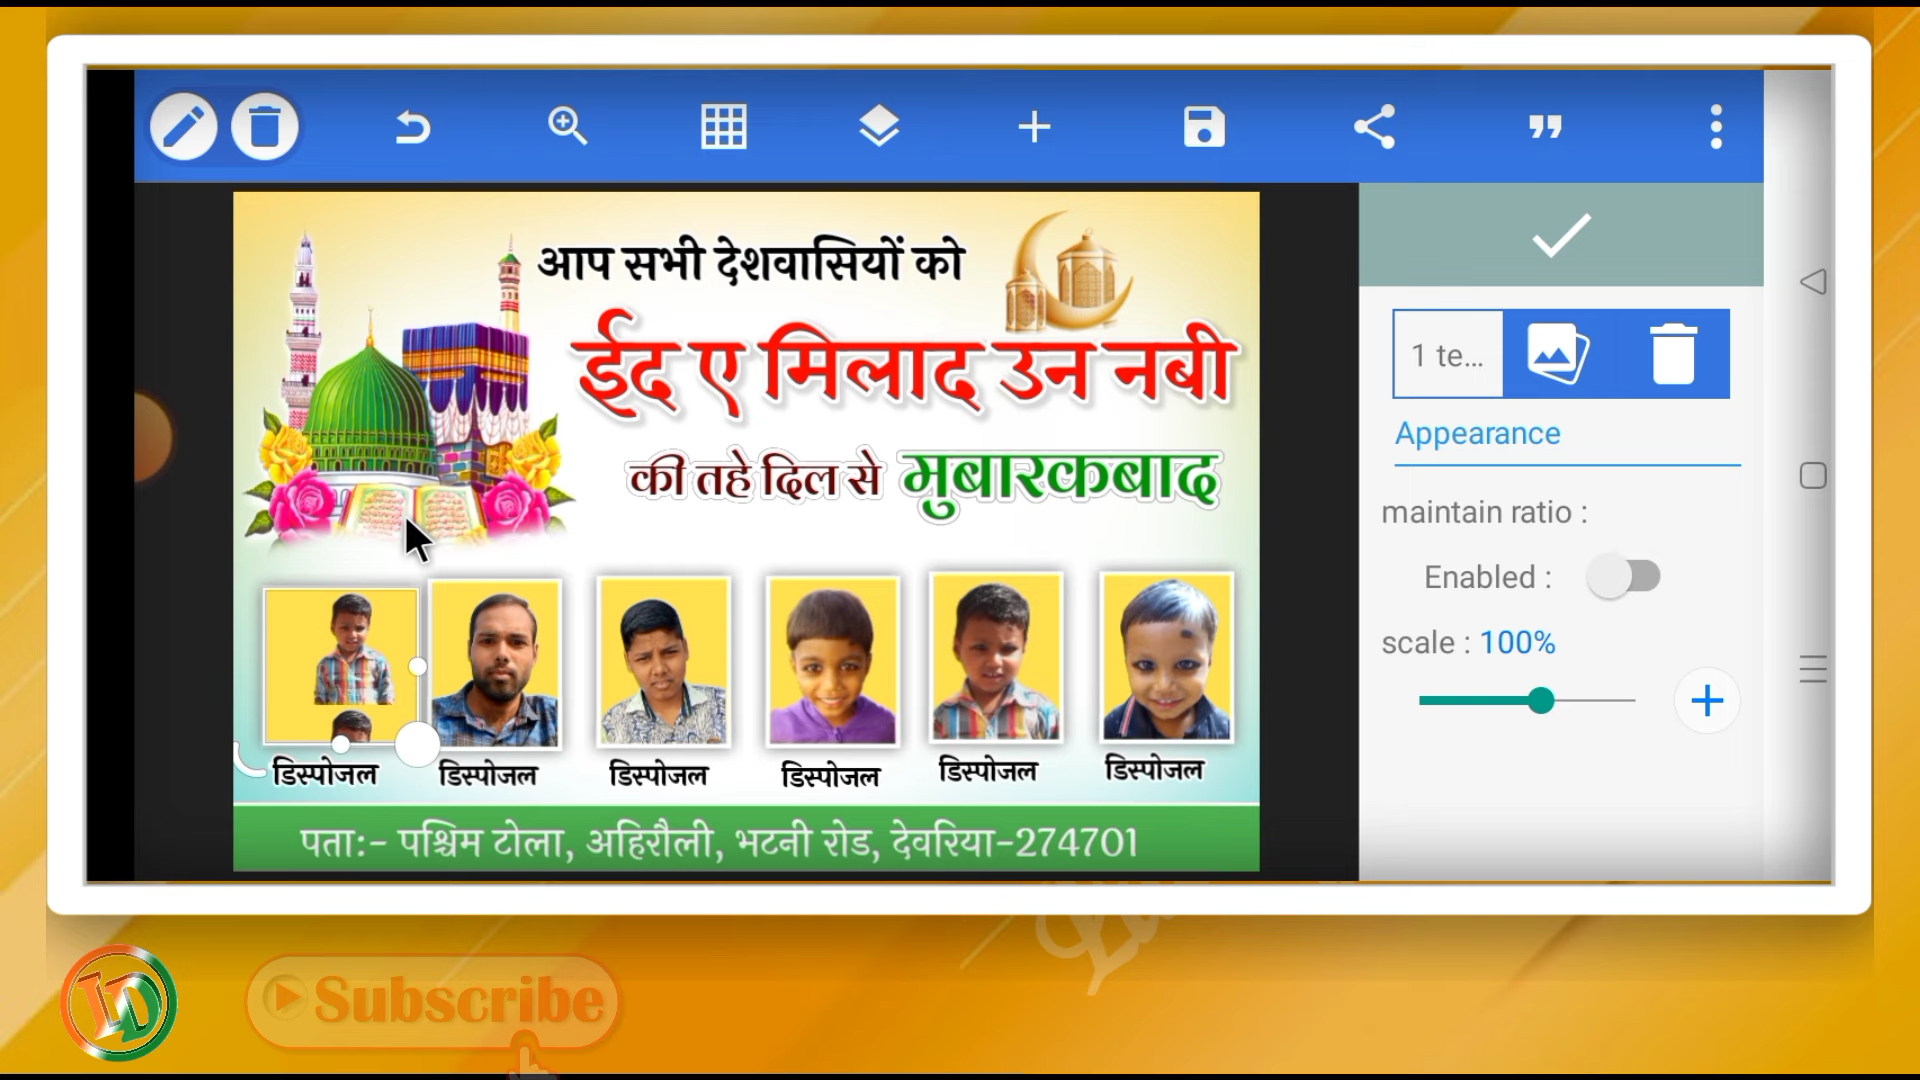 आप सभी देशवासियों को
ईद ए मिलाद उन नबी
की तहे दिल से मुबारकबाद
डिस्पोजल डिस्पोजल डिस्पोजल डिस्पोजल डिस्पोजल डिस्पोजल
पता:- पश्चिम टोला, अहिरौली, भटनी रोड, देवरिया-274701
1 te...
Appearance
maintain ratio :
Enabled :
scale : 100%
LD
Subscribe